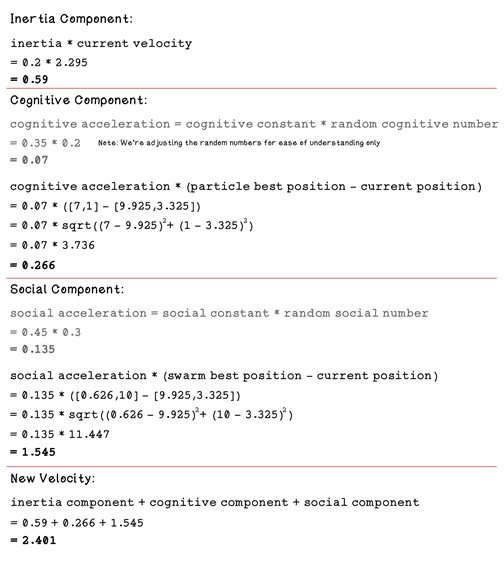 Inertia Component:
inertia * current velocity
= 0.2 * 2.295
= 0.59
Cognitive Component:
cognitive acceleration = cognitive constant * random cognitive number
= 0.35 * 0.2 Note: We're adjusting the random numbers for ease of understanding only
= 0.07
cognitive acceleration * (particle best position - current position)
= 0.07 * ([7,1] - [9.925,3.325])
= 0.07 * sqrt((7 - 9.925)²+ (1 - 3.325)²)
= 0.07 * 3.736
= 0.266
Social Component:
social acceleration = social constant * random social number
= 0.45 * 0.3
= 0.135
social acceleration * (swarm best position - current position)
= 0.135 * ([0.626,10] - [9.925,3.325])
= 0.135 * sqrt((0.626 - 9.925)²+ (10 - 3.325)²)
= 0.135 * 11.447
= 1.545
New Velocity:
inertia component + cognitive component + social component
= 0.59 + 0.266 + 1.545
= 2.401